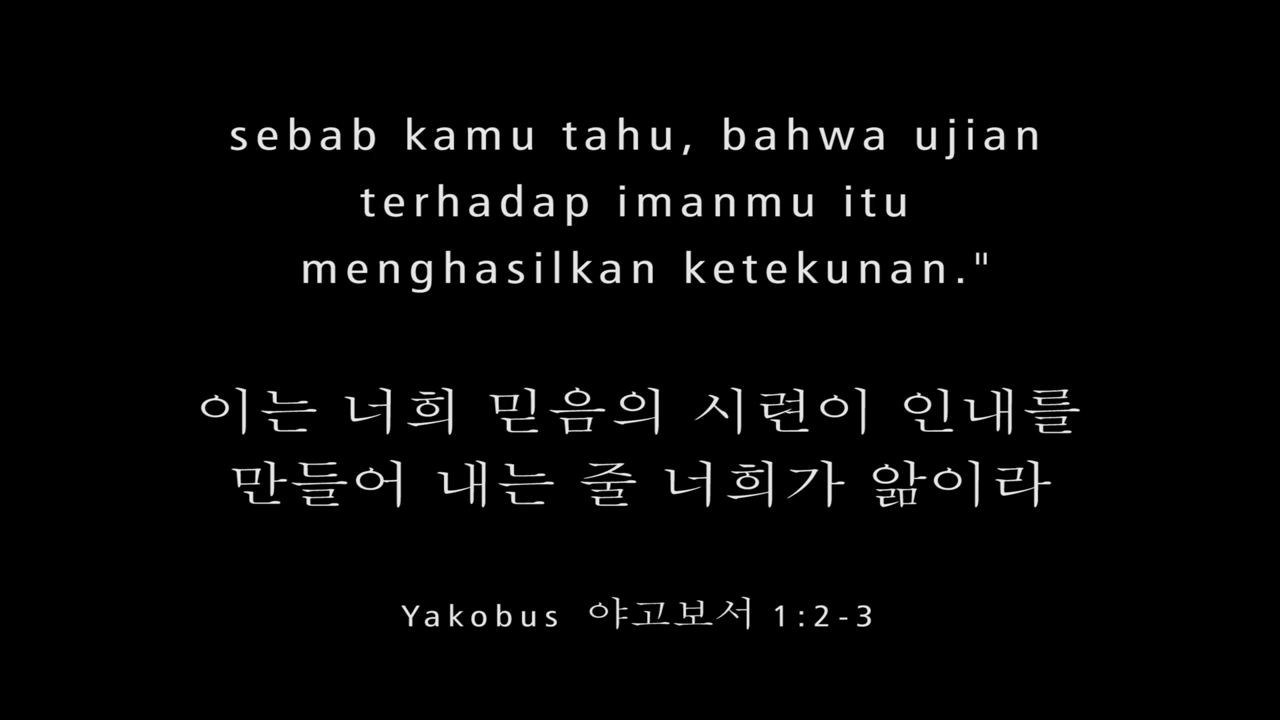 sebab kamu tahu, bahwa ujian
terhadap imanmu itu
menghasilkan ketekunan."
이는 너희 믿음의 시련이 인내를
만들어 내는 줄 너희가 앎이라
Yakobus 야고보서 1:2-3